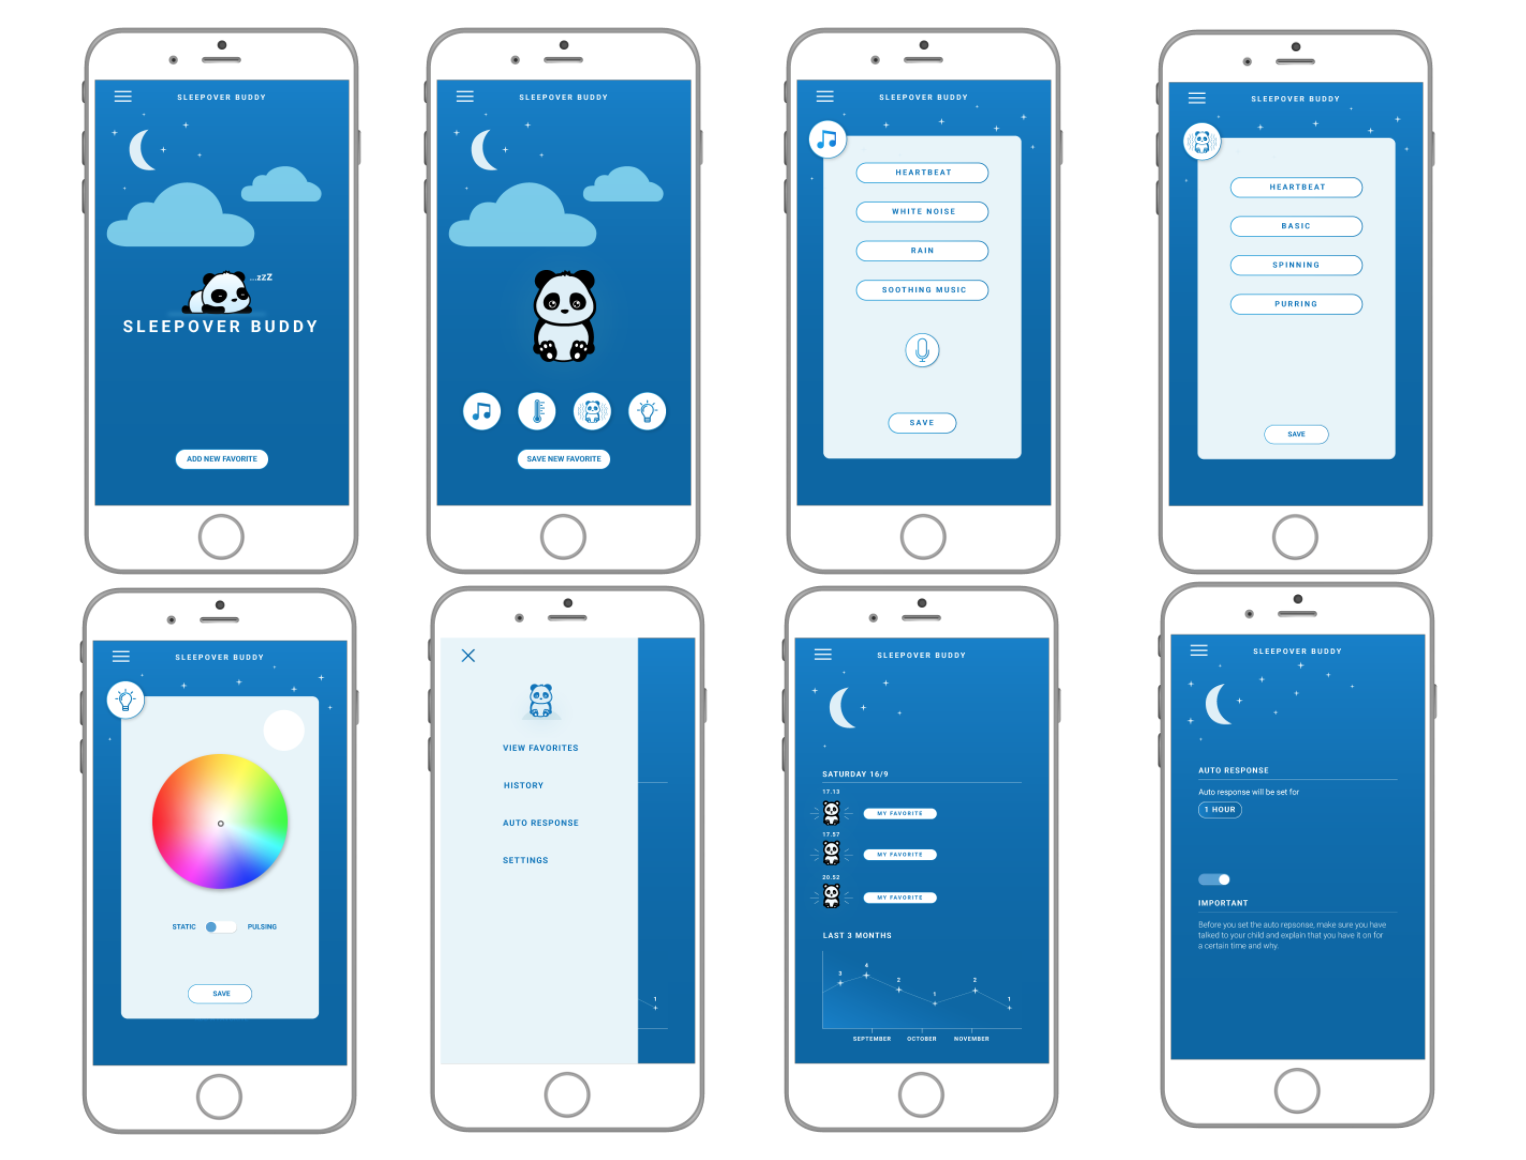 SLEEPOVER BUDDY
...zzZ
SLEEPOVER BUDDY
ADD NEW FAVORITE
SLEEPOVER BUDDY
SAVE NEW FAVORITE
SLEEPOVER BUDDY
HEARTBEAT
WHITE NOISE
RAIN
SOOTHING MUSIC
SAVE
SLEEPOVER BUDDY
HEARTBEAT
BASIC
SPINNING
PURRING
SAVE
SLEEPOVER BUDDY
STATIC PULSING
SAVE
VIEW FAVORITES
HISTORY
AUTO RESPONSE
SETTINGS
1
SLEEPOVER BUDDY
SATURDAY 16/9
17.13
MY FAVORITE
17.57
MY FAVORITE
20.52
MY FAVORITE
LAST 3 MONTHS
3 4 2 1 2 1
SEPTEMBER OCTOBER NOVEMBER
SLEEPOVER BUDDY
AUTO RESPONSE
Auto response will be set for
1 HOUR
IMPORTANT
Before you set the auto repsonse, make sure you have
talked to your child and explain that you have it on for
a certain time and why.